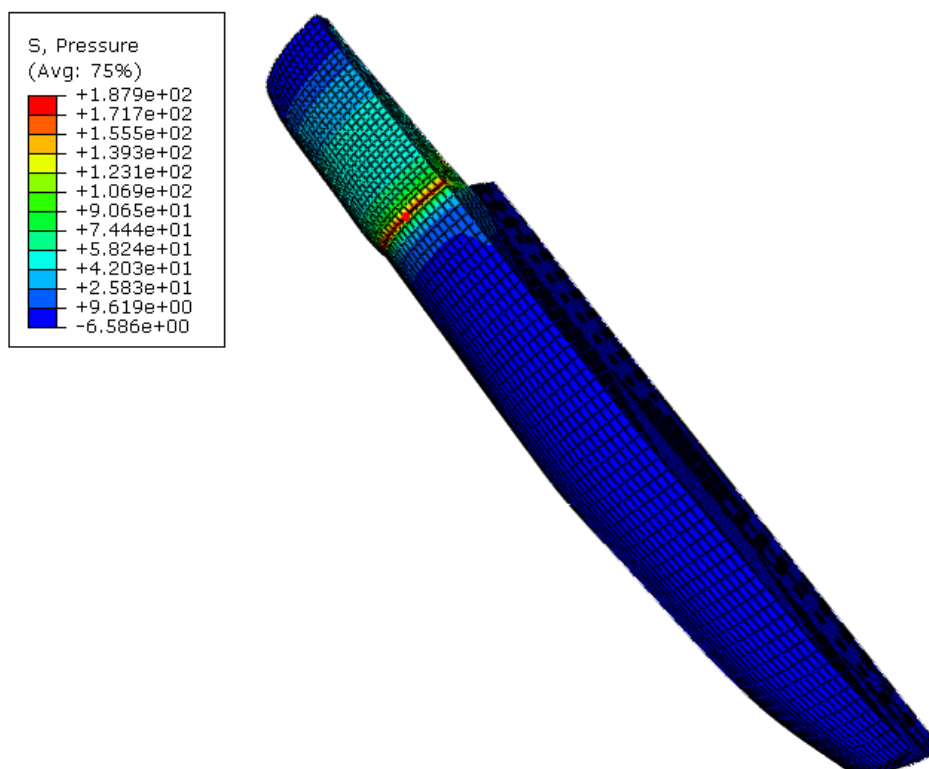 S, Pressure
(Avg: 75%)
+1.879e+02
+1.717e+02
+1.555e+02
+1.393e+02
+1.231e+02
+1.069e+02
+9.065e+01
+7.444e+01
+5.824e+01
+4.203e+01
+2.583e+01
+9.619e+00
-6.586e+00